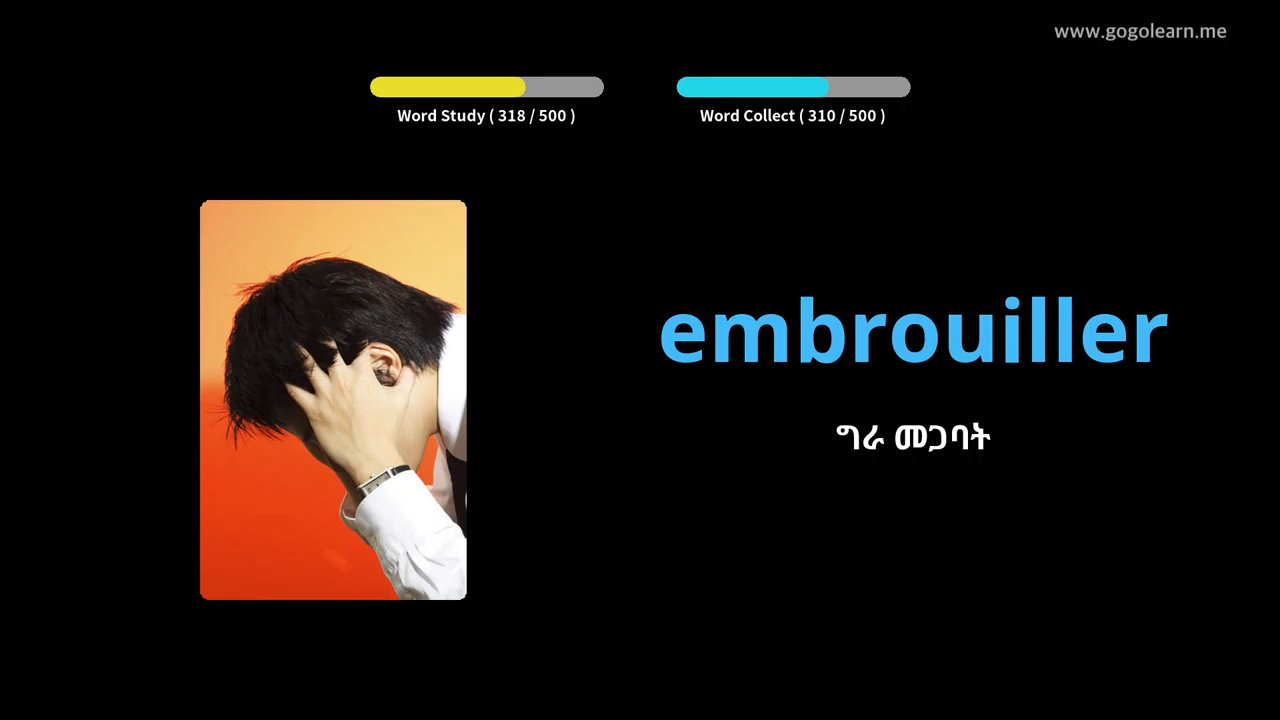 www.gogolearn.me
Word Study ( 318 / 500 )
Word Collect ( 310 / 500 )
embrouiller
ግራ መጋባት